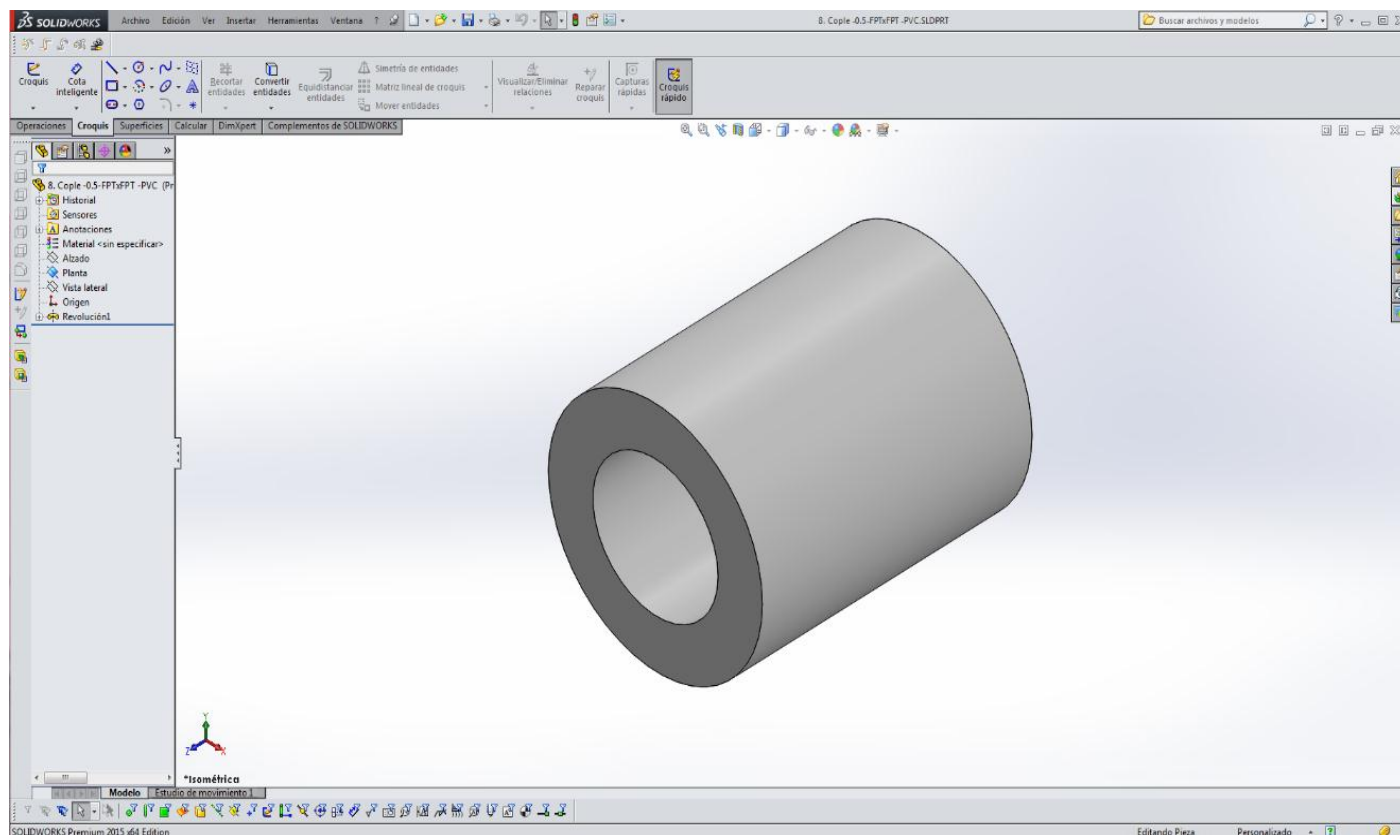 SOLIDWORKS Archivo Edición Ver Insertar Herramientas Ventana ? 8. Cople -0.5-FPTxFPT -PVC.SLDPRT Buscar archivos y modelos
Croquis Cota inteligente Recortar entidades Convertir entidades Equidistanciar entidades Simetría de entidades Matriz lineal de croquis Mover entidades Visualizar/Eliminar relaciones Reparar croquis Capturas rápidas Croquis rápido
Operaciones Croquis Superficies Calcular DimXpert Complementos de SOLIDWORKS
8. Cople -0.5-FPTxFPT -PVC (Pr
Historial
Sensores
Anotaciones
Material <sin especificar>
Alzado
Planta
Vista lateral
Origen
Revolución1
Y
Z X
*Isométrica
Modelo Estudio de movimiento 1
SOLIDWORKS Premium 2015 x64 Edition Editando Pieza Personalizado